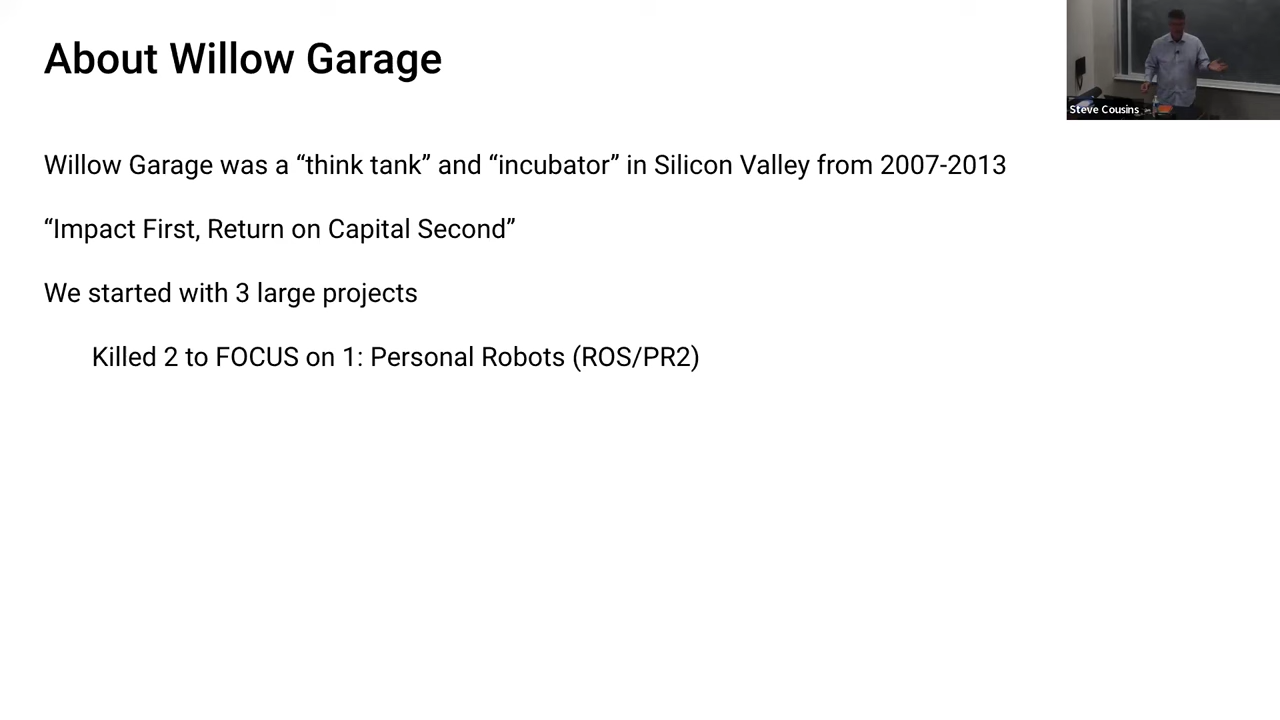 About Willow Garage
Steve Cousins
Willow Garage was a “think tank” and “incubator” in Silicon Valley from 2007-2013
“Impact First, Return on Capital Second”
We started with 3 large projects
Killed 2 to FOCUS on 1: Personal Robots (ROS/PR2)